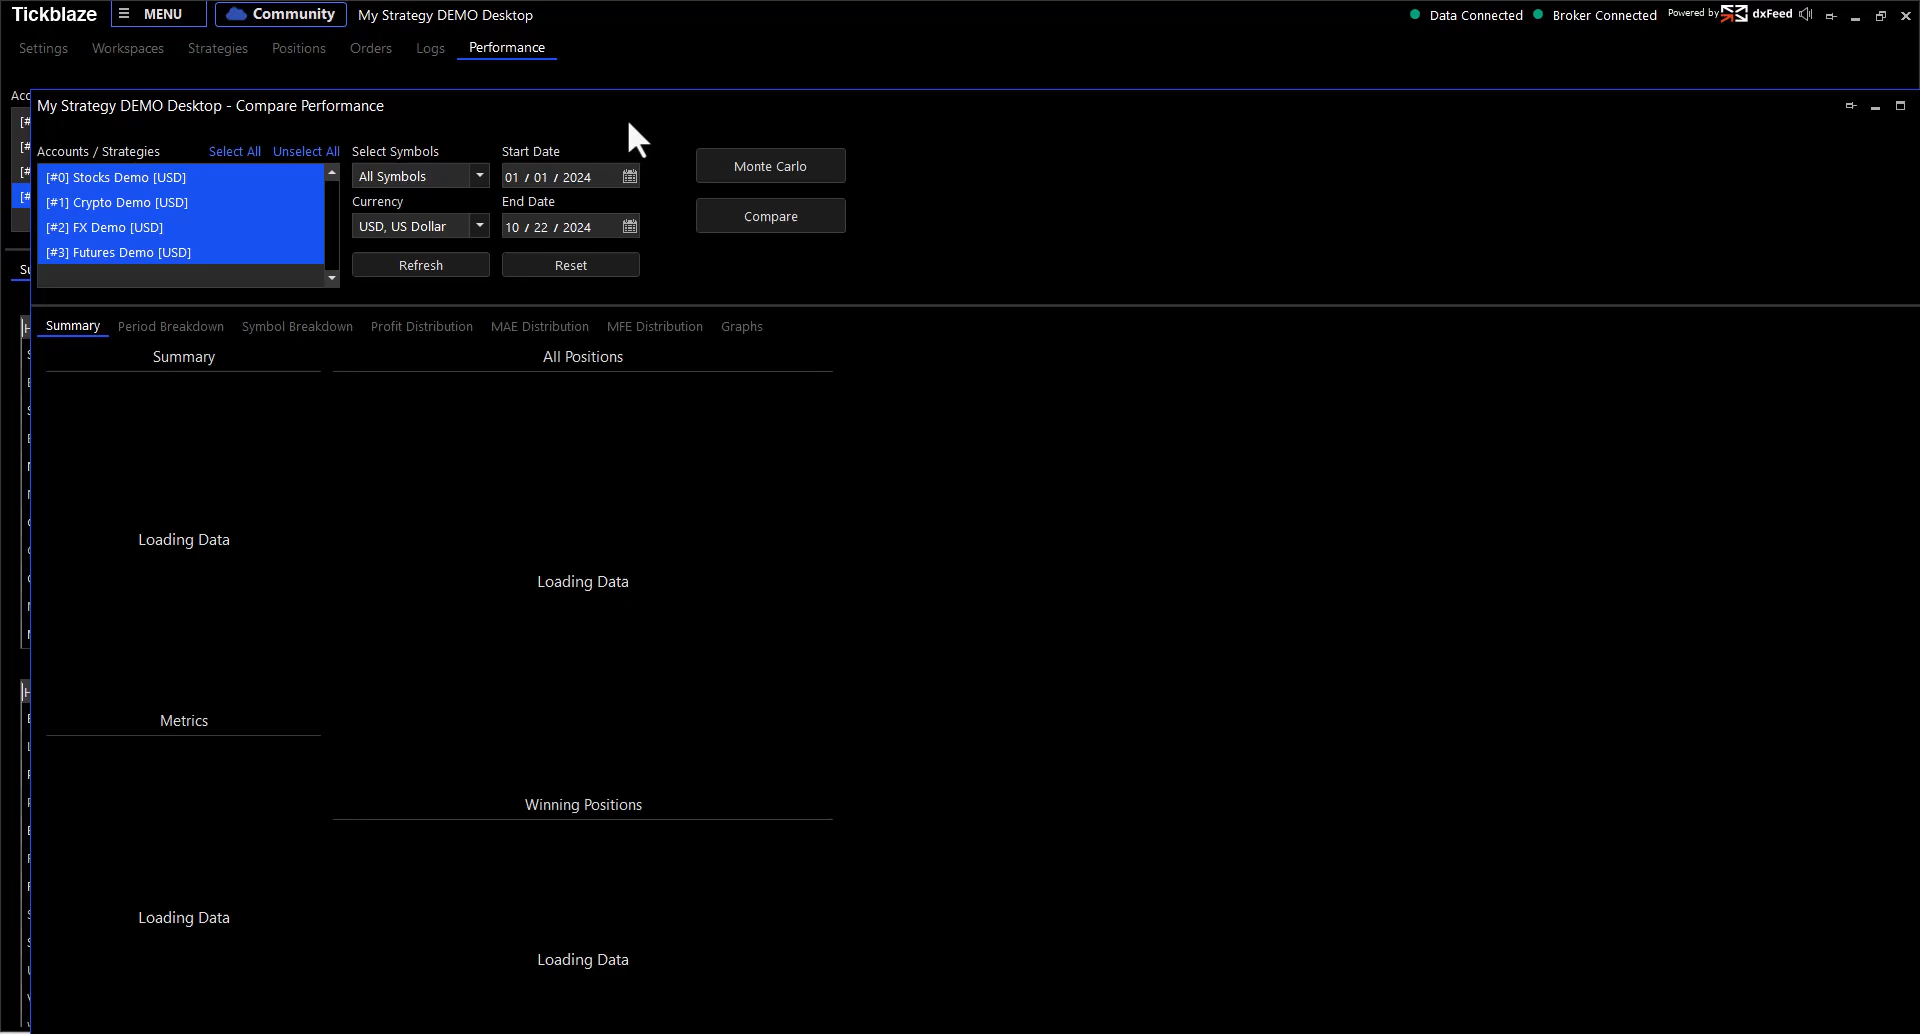 Tickblaze
MENU
Community
My Strategy DEMO Desktop
Data Connected
Broker Connected
Powered by dxFeed
Settings
Workspaces
Strategies
Positions
Orders
Logs
Performance
My Strategy DEMO Desktop - Compare Performance
Accounts / Strategies
Select All
Unselect All
Select Symbols
Start Date
[#0] Stocks Demo [USD]
[#1] Crypto Demo [USD]
[#2] FX Demo [USD]
[#3] Futures Demo [USD]
All Symbols
01 / 01 / 2024
Monte Carlo
Currency
End Date
USD, US Dollar
10 / 22 / 2024
Compare
Refresh
Reset
Summary
Period Breakdown
Symbol Breakdown
Profit Distribution
MAE Distribution
MFE Distribution
Graphs
Summary
All Positions
Loading Data
Loading Data
Metrics
Winning Positions
Loading Data
Loading Data